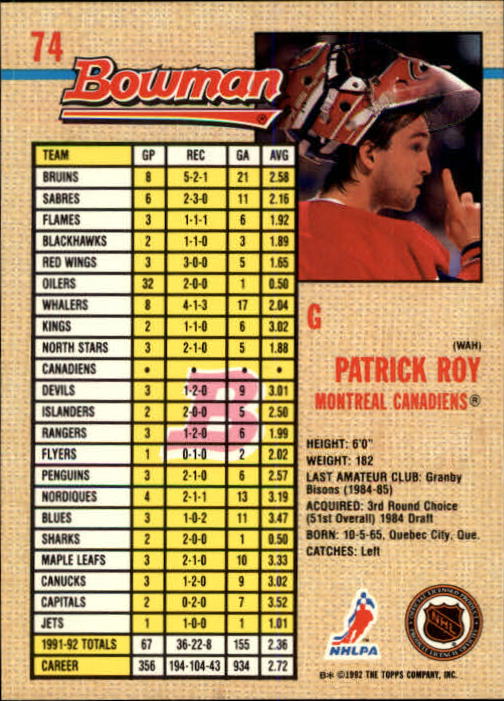 74
Bowman
TEAM GP REC GA AVG
BRUINS 8 5-2-1 21 2.58
SABRES 6 2-3-0 11 2.16
FLAMES 3 1-1-1 6 1.92
BLACKHAWKS 2 1-1-0 3 1.89
RED WINGS 3 3-0-0 5 1.65
OILERS 32 2-0-0 1 0.50
WHALERS 8 4-1-3 17 2.04
KINGS 2 1-1-0 6 3.02
NORTH STARS 3 2-1-0 5 1.88
CANADIENS • • • •
DEVILS 3 1-2-0 9 3.01
ISLANDERS 2 2-0-0 5 2.50
RANGERS 3 1-2-0 6 1.99
FLYERS 1 0-1-0 2 2.02
PENGUINS 3 2-1-0 6 2.57
NORDIQUES 4 2-1-1 13 3.19
BLUES 3 1-0-2 11 3.47
SHARKS 2 2-0-0 1 0.50
MAPLE LEAFS 3 2-1-0 10 3.33
CANUCKS 3 1-2-0 9 3.02
CAPITALS 2 0-2-0 7 3.52
JETS 1 1-0-0 1 1.01
1991-92 TOTALS 67 36-22-8 155 2.36
CAREER 356 194-104-43 934 2.72
B
G
(WAH)
PATRICK ROY
MONTREAL CANADIENS®
HEIGHT: 6'0"
WEIGHT: 182
LAST AMATEUR CLUB: Granby
Bisons (1984-85)
ACQUIRED: 3rd Round Choice
(51st Overall) 1984 Draft
BORN: 10-5-65, Quebec City, Que.
CATCHES: Left
NHLPA
NHL
B* ©1992 THE TOPPS COMPANY, INC.